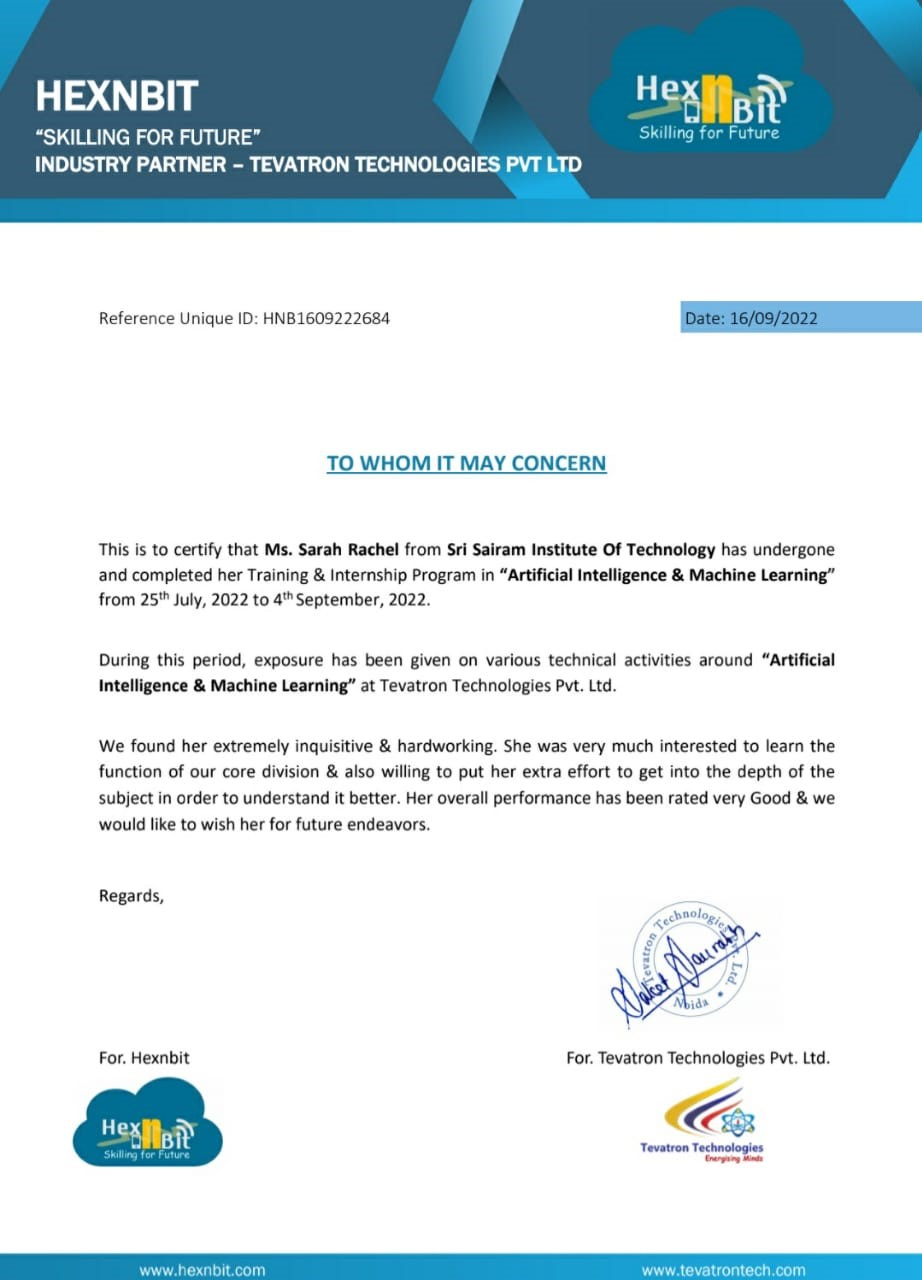 HEXNBIT
“SKILLING FOR FUTURE”
INDUSTRY PARTNER – TEVATRON TECHNOLOGIES PVT LTD
Hex n Bit
Skilling for Future
Reference Unique ID: HNB1609222684
Date: 16/09/2022
TO WHOM IT MAY CONCERN
This is to certify that Ms. Sarah Rachel from Sri Sairam Institute Of Technology has undergone
and completed her Training & Internship Program in “Artificial Intelligence & Machine Learning”
from 25th July, 2022 to 4th September, 2022.
During this period, exposure has been given on various technical activities around “Artificial
Intelligence & Machine Learning” at Tevatron Technologies Pvt. Ltd.
We found her extremely inquisitive & hardworking. She was very much interested to learn the
function of our core division & also willing to put her extra effort to get into the depth of the
subject in order to understand it better. Her overall performance has been rated very Good & we
would like to wish her for future endeavors.
Regards,
Tevatron Technologies Pvt. Ltd.
Noida
Saket Saurabh
For. Hexnbit
For. Tevatron Technologies Pvt. Ltd.
Hex n Bit
Skilling for Future
Tevatron Technologies
Energising Minds
www.hexnbit.com
www.tevatrontech.com